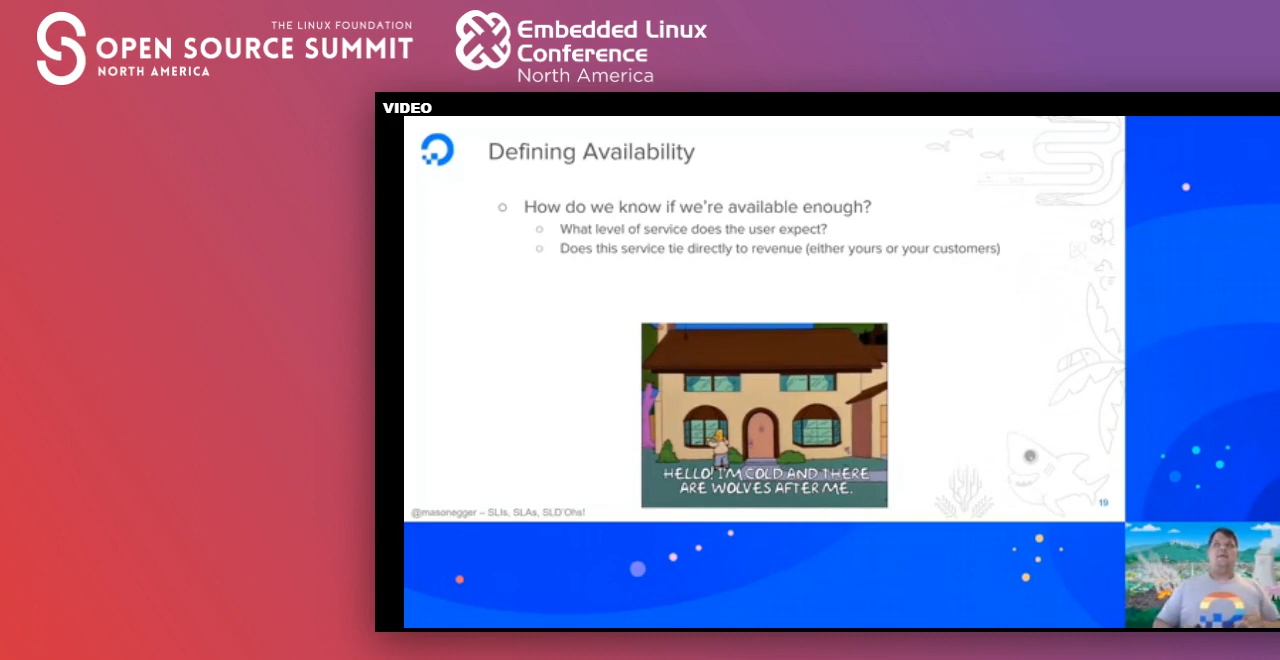 THE LINUX FOUNDATION
OPEN SOURCE SUMMIT
NORTH AMERICA
Embedded Linux
Conference
North America
VIDEO
Defining Availability
How do we know if we're available enough?
What level of service does the user expect?
Does this service tie directly to revenue (either yours or your customers)
HELLO! I'M COLD AND THERE
ARE WOLVES AFTER ME.
@masonegger – SLIs, SLAs, SLD'Ohs!
19